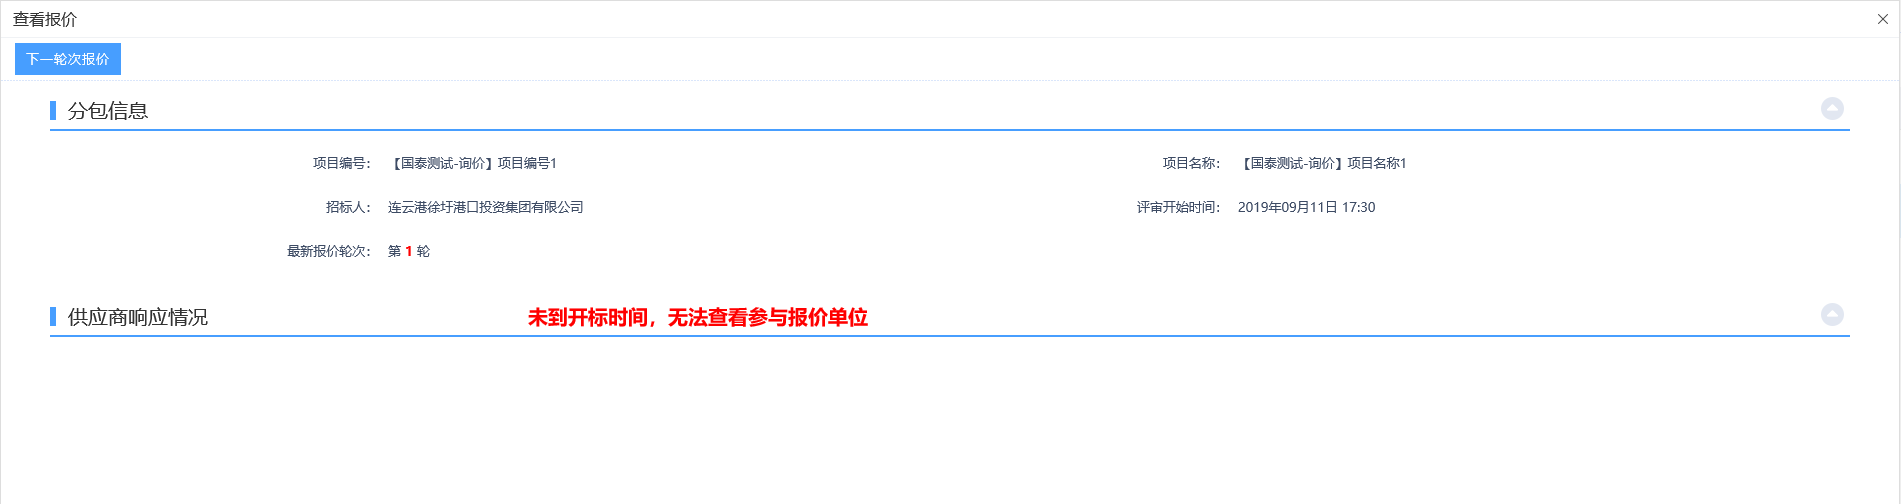 查看报价
下一轮次报价
分包信息
项目编号： 【国泰测试-询价】项目编号1 项目名称： 【国泰测试-询价】项目名称1
招标人： 连云港徐圩港口投资集团有限公司 评审开始时间： 2019年09月11日 17:30
最新报价轮次： 第 1 轮
供应商响应情况 未到开标时间，无法查看参与报价单位